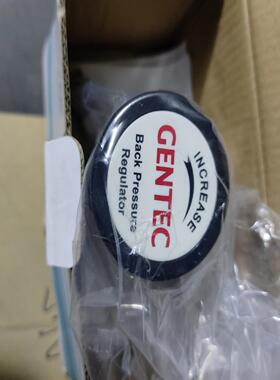 INCREASE
GENTEC
Back Pressure
Regulator